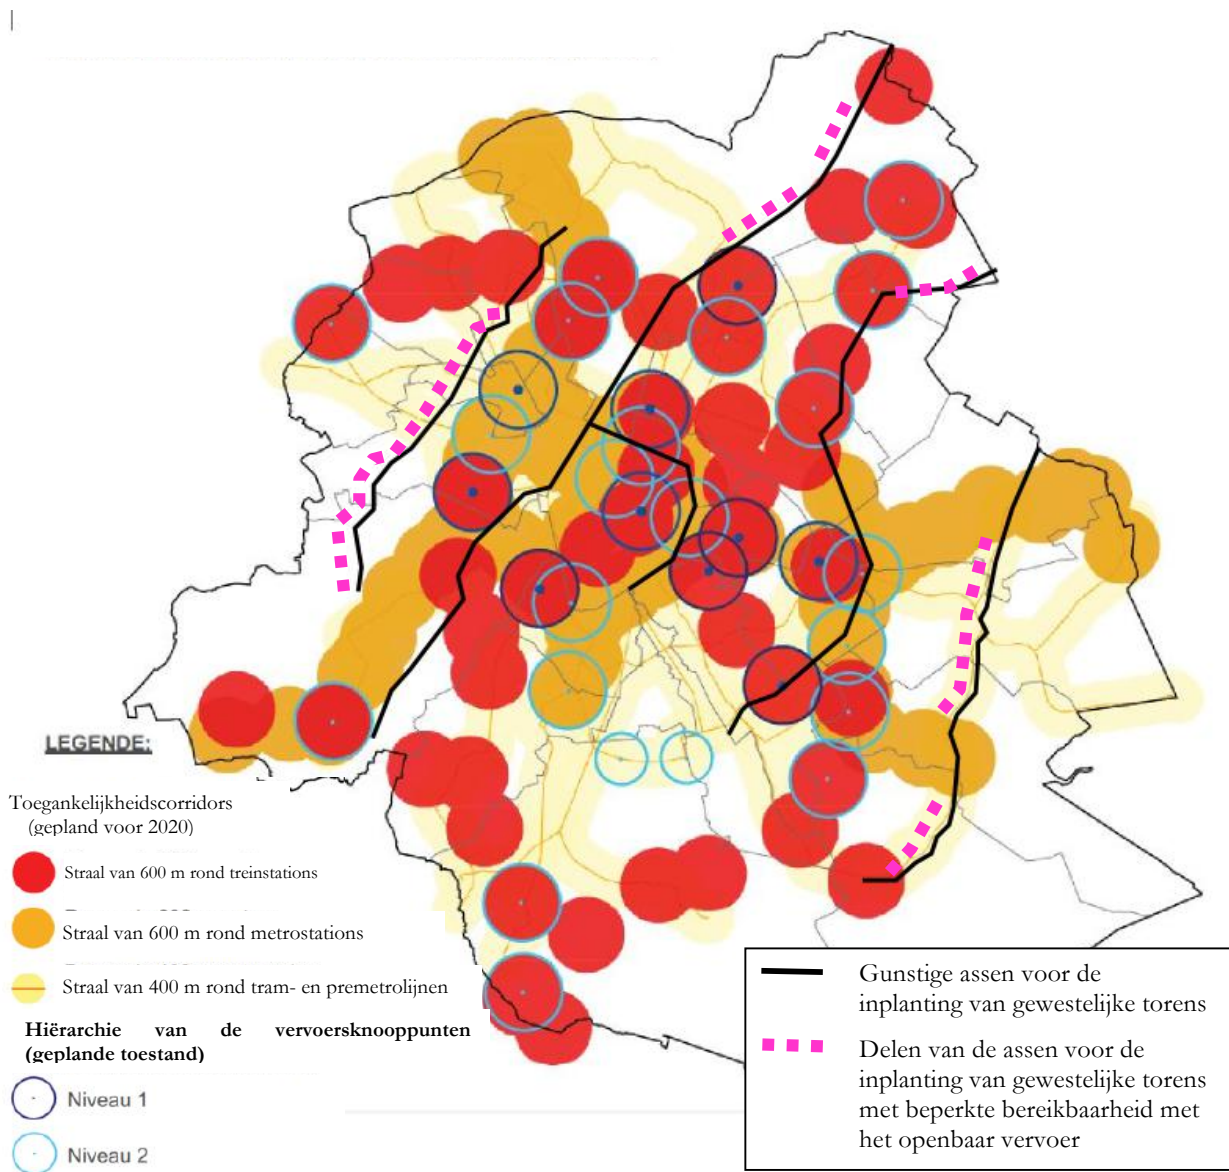 LEGENDE:
Toegankelijkheidscorridors
(gepland voor 2020)
Straal van 600 m rond treinstations
Straal van 600 m rond metrostations
Straal van 400 m rond tram- en premetrolijnen
Hiërarchie van de vervoersknooppunten
(geplande toestand)
Niveau 1
Niveau 2
Gunstige assen voor de
inplanting van gewestelijke torens
Delen van de assen voor de
inplanting van gewestelijke torens
met beperkte bereikbaarheid met
het openbaar vervoer